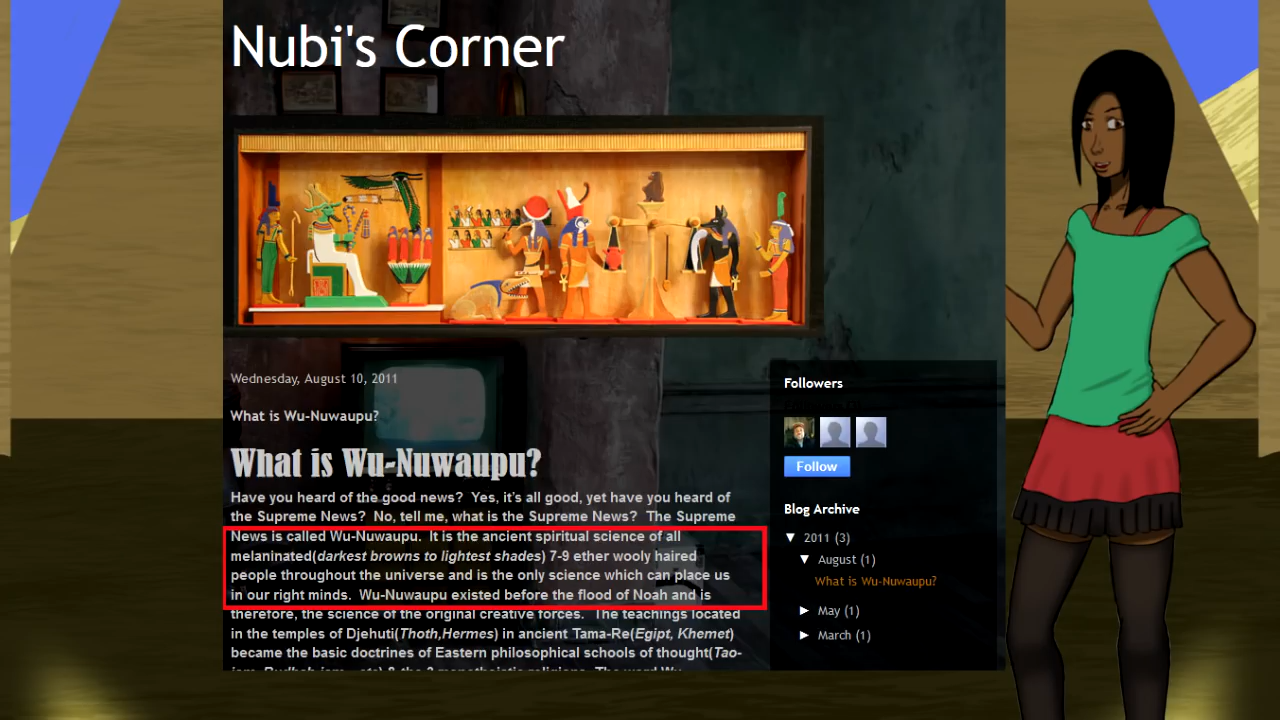 Nubi's Corner
Wednesday, August 10, 2011
What is Wu-Nuwaupu?
What is Wu-Nuwaupu?
Have you heard of the good news?  Yes, it's all good, yet have you heard of
the Supreme News?  No, tell me, what is the Supreme News?  The Supreme
News is called Wu-Nuwaupu.  It is the ancient spiritual science of all
melaninated(darkest browns to lightest shades) 7-9 ether wooly haired
people throughout the universe and is the only science which can place us
in our right minds.  Wu-Nuwaupu existed before the flood of Noah and is
therefore, the science of the original creative forces.  The teachings located
in the temples of Djehuti(Thoth,Hermes) in ancient Tama-Re(Egipt, Khemet)
became the basic doctrines of Eastern philosophical schools of thought(Tao-
Followers
Follow
Blog Archive
▼ 2011 (3)
▼ August (1)
What is Wu-Nuwaupu?
► May (1)
► March (1)